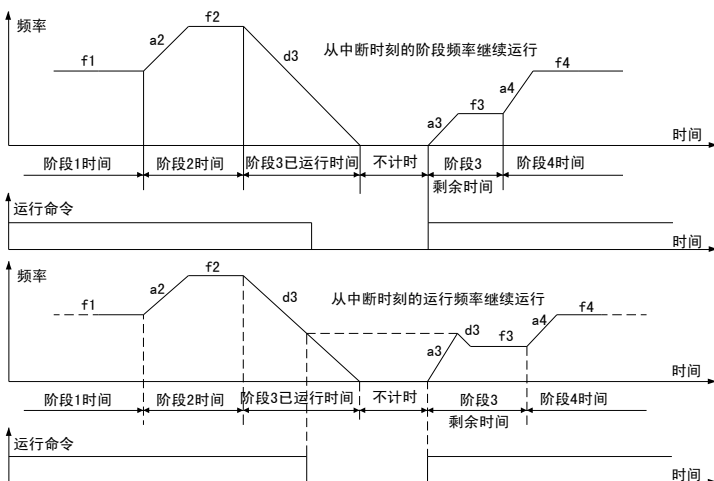 频率
f1
a2
f2
d3
从中断时刻的阶段频率继续运行
a3
f3
a4
f4
时间
阶段1时间
阶段2时间
阶段3已运行时间
不计时
阶段3
剩余时间
阶段4时间
运行命令
时间
频率
f1
a2
f2
d3
从中断时刻的运行频率继续运行
a3
d3
f3
a4
f4
时间
阶段1时间
阶段2时间
阶段3已运行时间
不计时
阶段3
剩余时间
阶段4时间
运行命令
时间